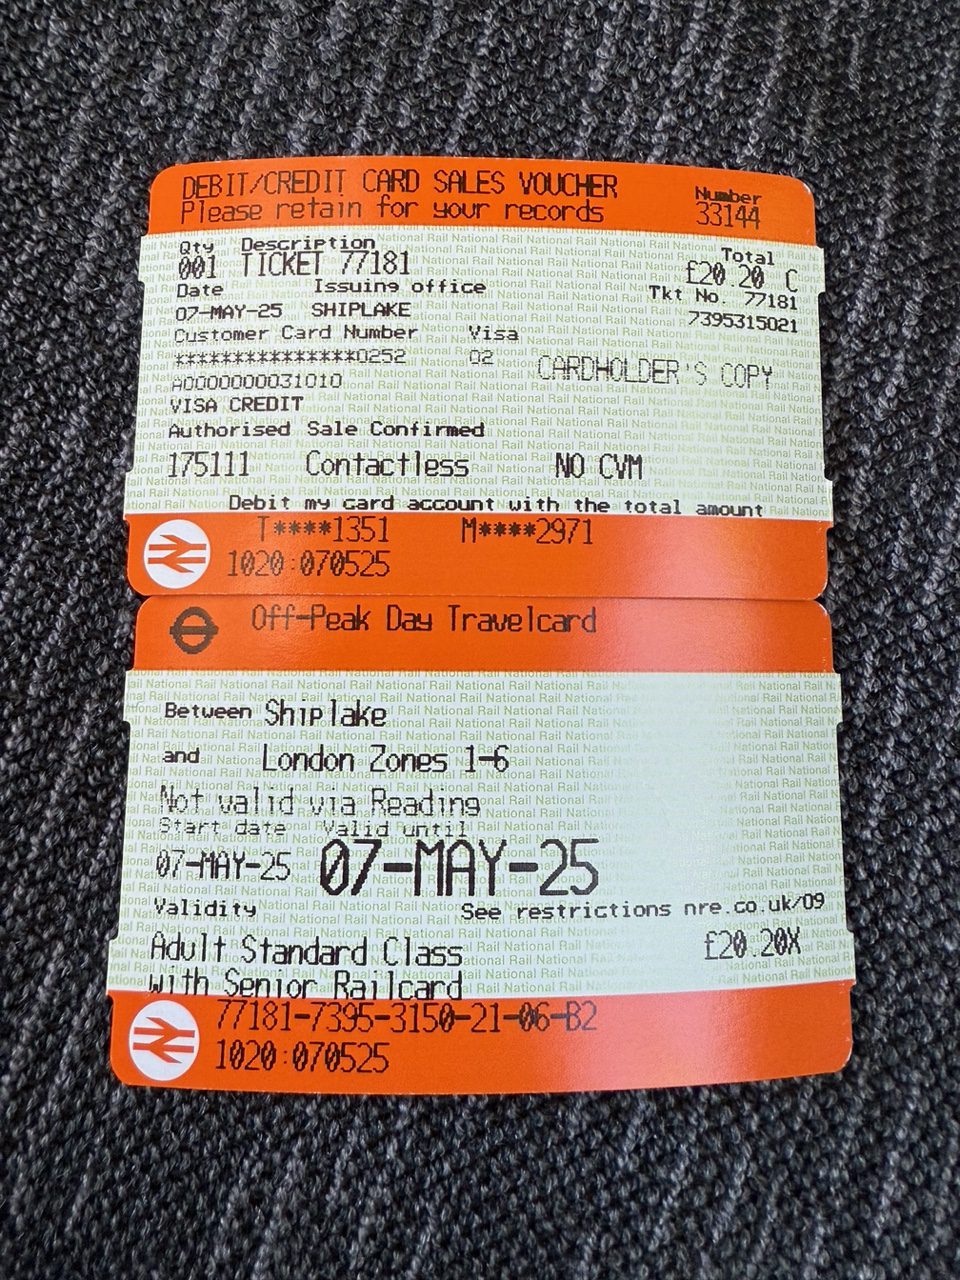 DEBIT/CREDIT CARD SALES VOUCHER
Please retain for your records
Number
33144
Qty Description Total
001 TICKET 77181 £20.20 C
Date Issuing office Tkt No. 77181
07-MAY-25 SHIPLAKE 7395315021
Customer Card Number Visa
***************0252 02 CARDHOLDER'S COPY
A0000000031010
VISA CREDIT
Authorised Sale Confirmed
175111 Contactless NO CVM
Debit my card account with the total amount
T****1351 M****2971
1020:070525
Off-Peak Day Travelcard
Between Shiplake
and London Zones 1-6
Not valid via Reading
Start date Valid until
07-MAY-25 07-MAY-25
Validity See restrictions nre.co.uk/09
Adult Standard Class £20.20X
with Senior Railcard
77181-7395-3150-21-06-B2
1020:070525